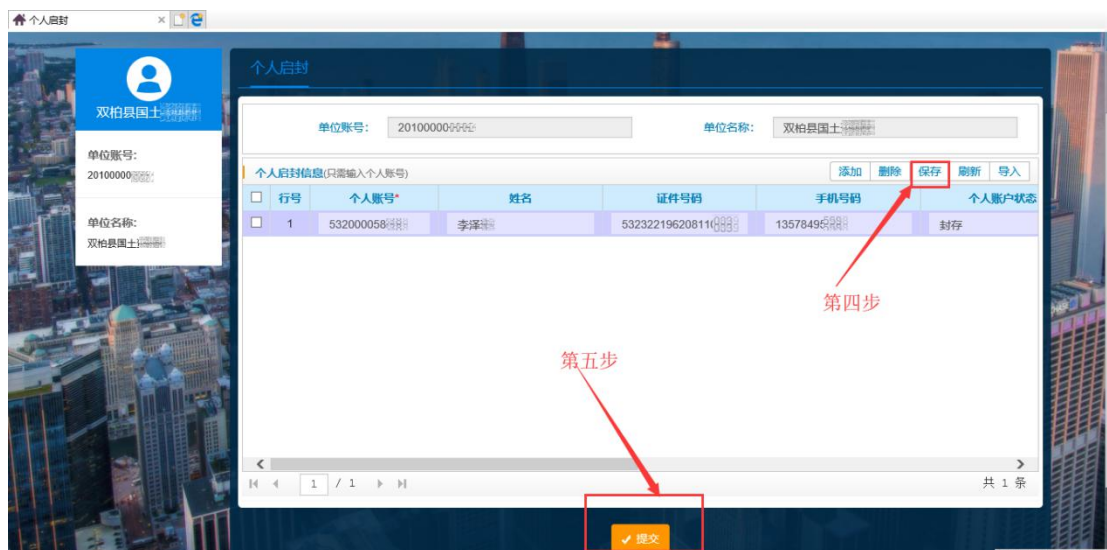 个人启封
个人启封
双柏县国土
单位账号:
20100000
单位名称:
双柏县国土
单位账号: 20100000 单位名称: 双柏县国土
个人启封信息(只需输入个人账号) 添加 删除 保存 刷新 导入
行号 个人账号* 姓名 证件号码 手机号码 个人账户状态
1 532000058 李泽 53232219620811 13578495 封存
第四步
第五步
1 / 1 共 1 条
提交